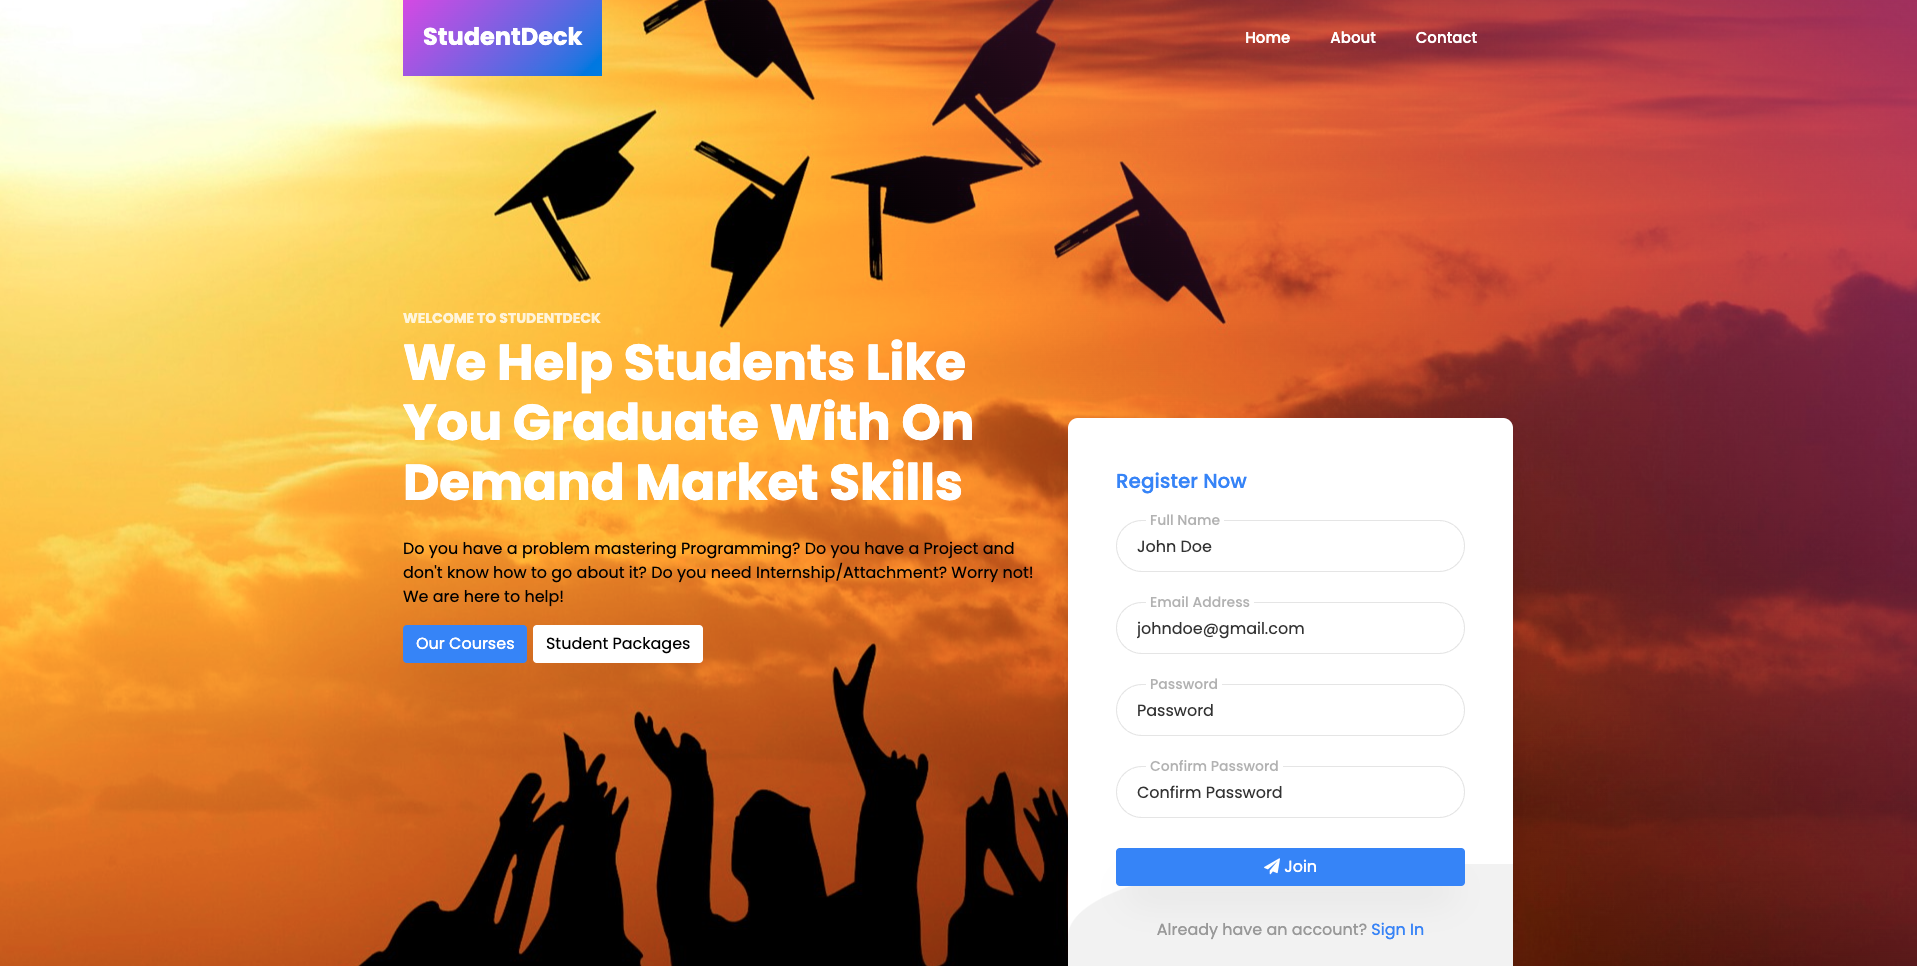 StudentDeck
Home
About
Contact
WELCOME TO STUDENTDECK
We Help Students Like
You Graduate With On
Demand Market Skills
Do you have a problem mastering Programming? Do you have a Project and
don't know how to go about it? Do you need Internship/Attachment? Worry not!
We are here to help!
Our Courses
Student Packages
Register Now
Full Name
John Doe
Email Address
johndoe@gmail.com
Password
Password
Confirm Password
Confirm Password
Join
Already have an account? Sign In